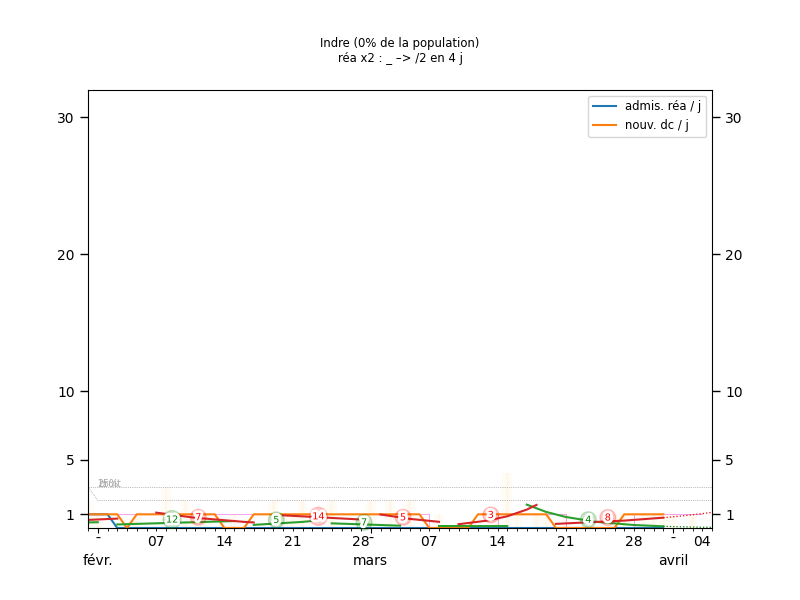 Indre (0% de la population)
réa x2 : _ –> /2 en 4 j
admis. réa / j
nouv. dc / j
30 30
20 20
10 10
5 5
12 7 5 14 7 5 3 4 8
1 1
- 07 14 21 28 - 07 14 21 28 - 04
févr. mars avril